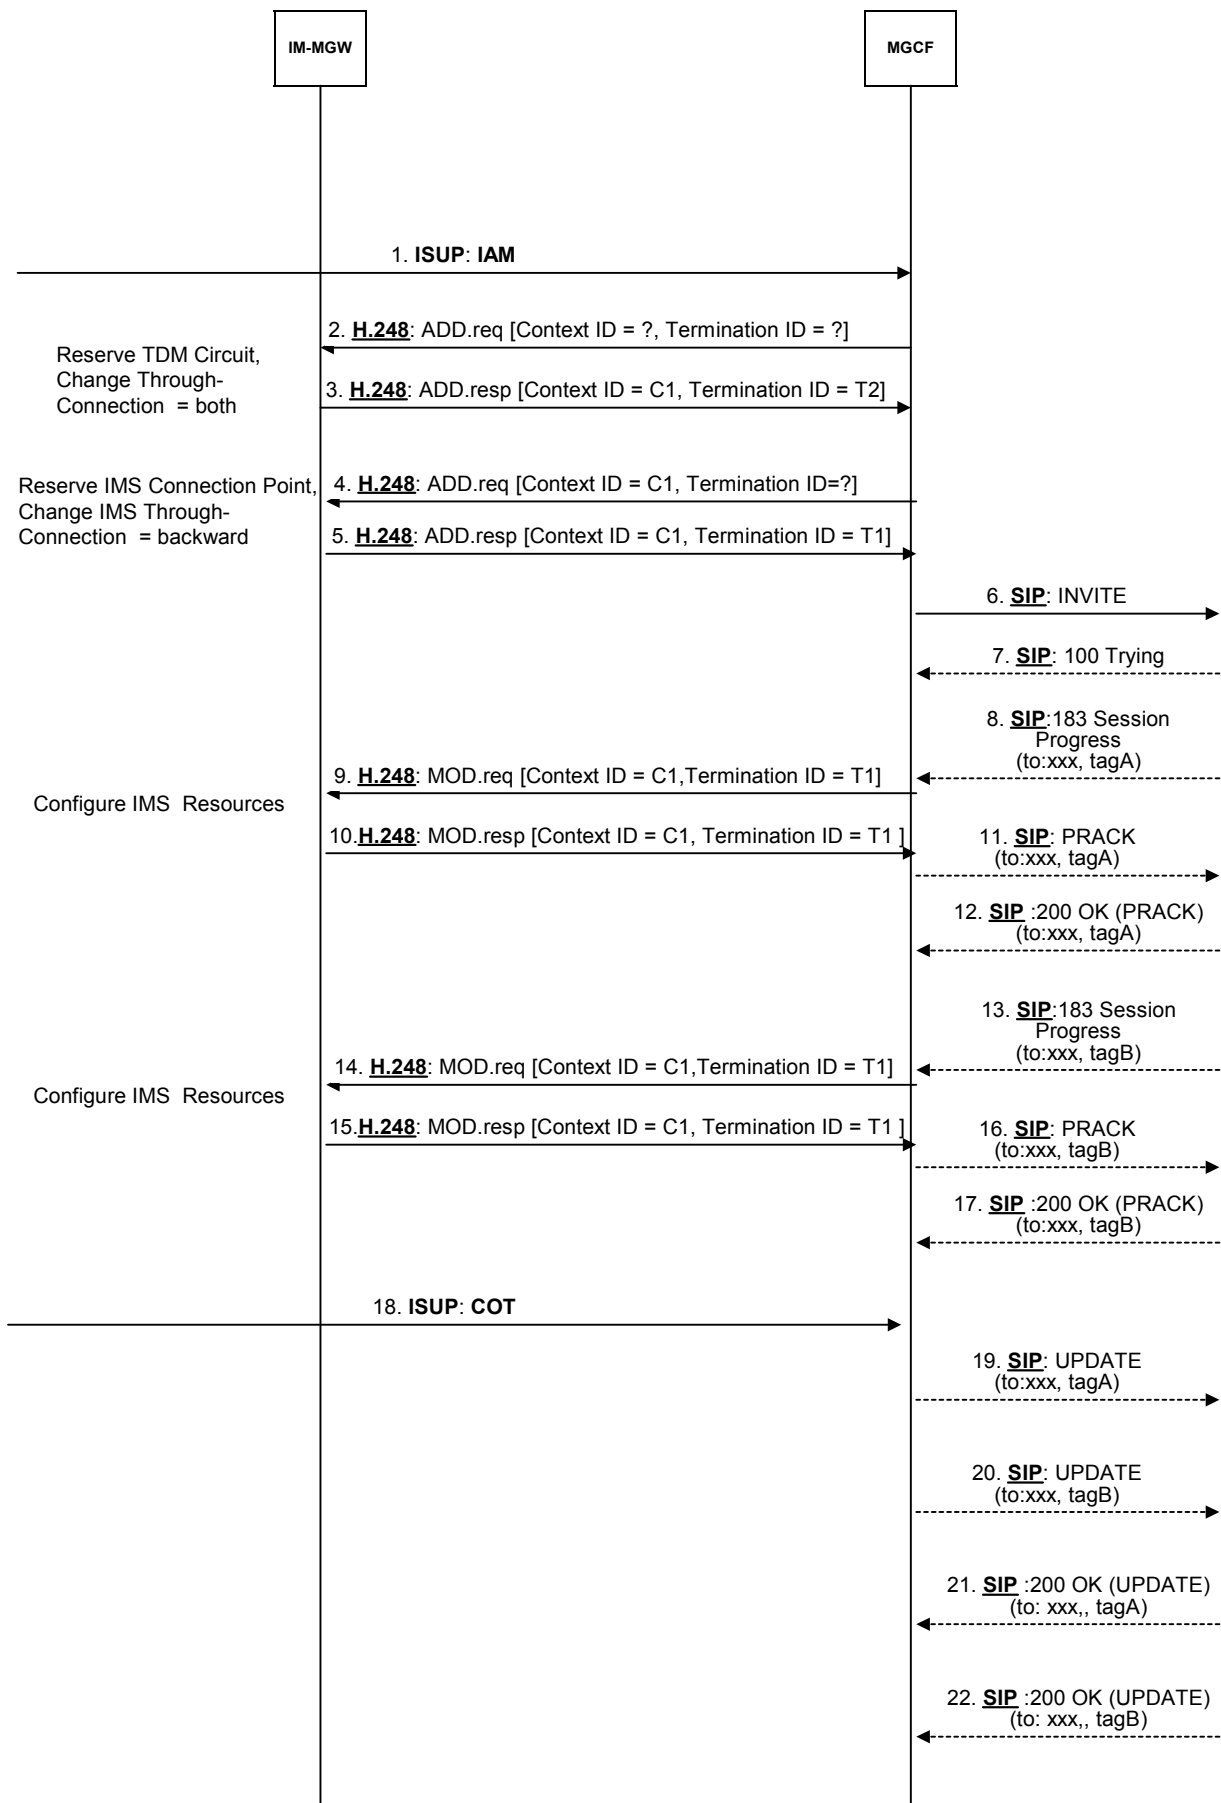 IM-MGW
MGCF
1. ISUP: IAM
2. H.248: ADD.req [Context ID = ?, Termination ID = ?]
Reserve TDM Circuit,
Change Through-
Connection = both
3. H.248: ADD.resp [Context ID = C1, Termination ID = T2]
Reserve IMS Connection Point,
Change IMS Through-
Connection = backward
4. H.248: ADD.req [Context ID = C1, Termination ID=?]
5. H.248: ADD.resp [Context ID = C1, Termination ID = T1]
6. SIP: INVITE
7. SIP: 100 Trying
8. SIP:183 Session
Progress
(to:xxx, tagA)
9. H.248: MOD.req [Context ID = C1,Termination ID = T1]
Configure IMS Resources
10.H.248: MOD.resp [Context ID = C1, Termination ID = T1 ]
11. SIP: PRACK
(to:xxx, tagA)
12. SIP :200 OK (PRACK)
(to:xxx, tagA)
13. SIP:183 Session
Progress
(to:xxx, tagB)
14. H.248: MOD.req [Context ID = C1,Termination ID = T1]
Configure IMS Resources
15.H.248: MOD.resp [Context ID = C1, Termination ID = T1 ]
16. SIP: PRACK
(to:xxx, tagB)
17. SIP :200 OK (PRACK)
(to:xxx, tagB)
18. ISUP: COT
19. SIP: UPDATE
(to:xxx, tagA)
20. SIP: UPDATE
(to:xxx, tagB)
21. SIP :200 OK (UPDATE)
(to: xxx,, tagA)
22. SIP :200 OK (UPDATE)
(to: xxx,, tagB)